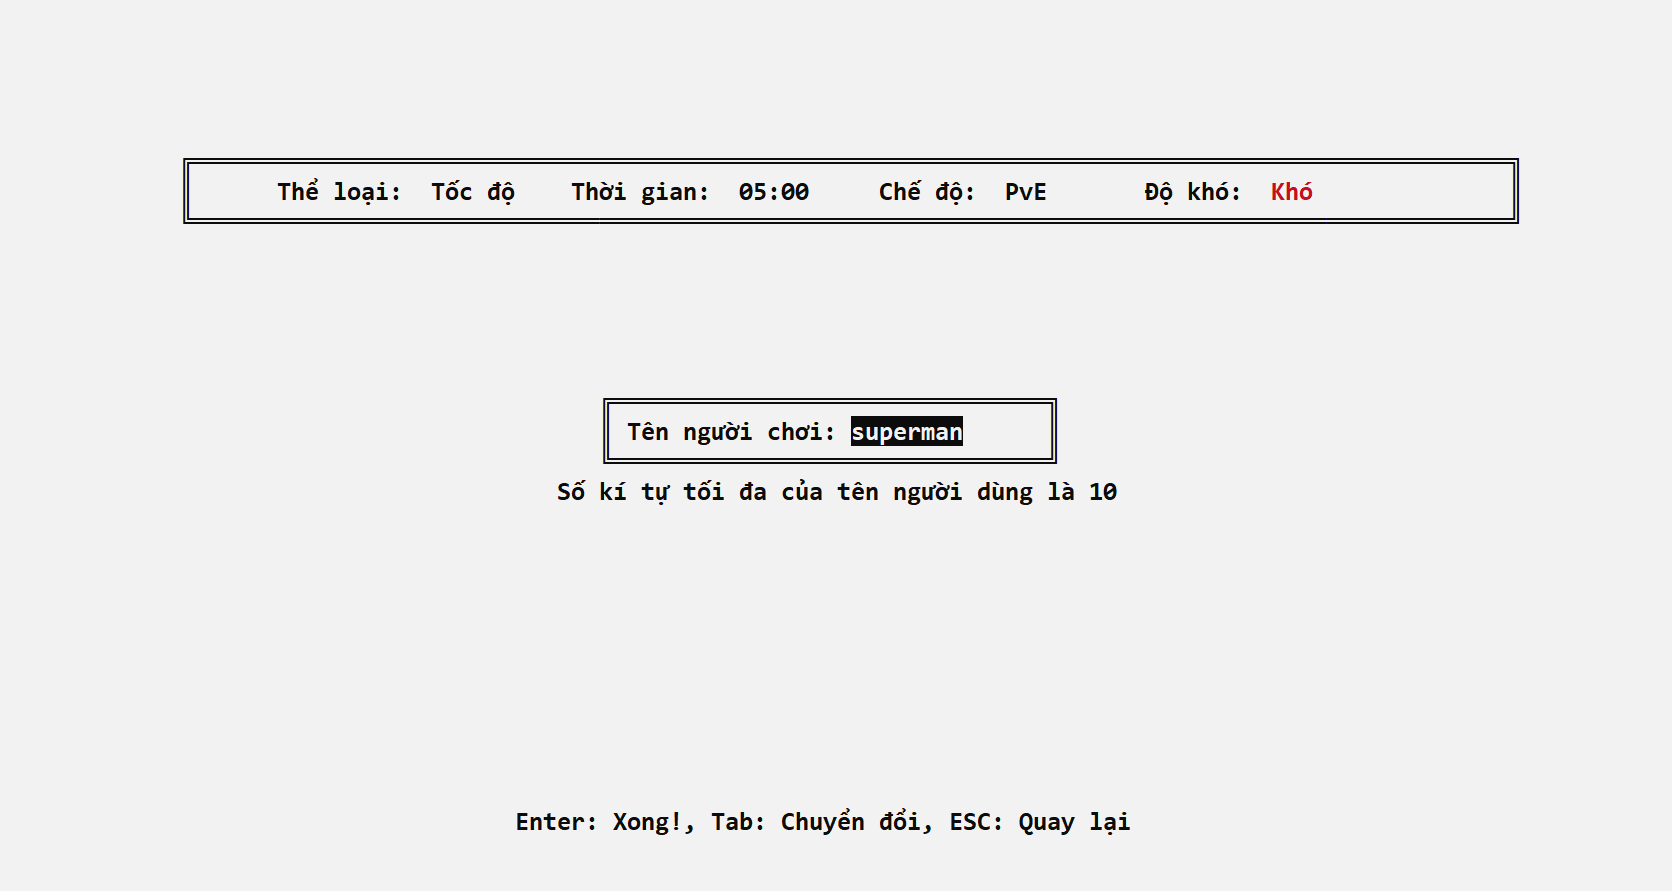 Thể loại: Tốc độ Thời gian: 05:00 Chế độ: PvE Độ khó: Khó
Tên người chơi: superman
Số kí tự tối đa của tên người dùng là 10
Enter: Xong!, Tab: Chuyển đổi, ESC: Quay lại